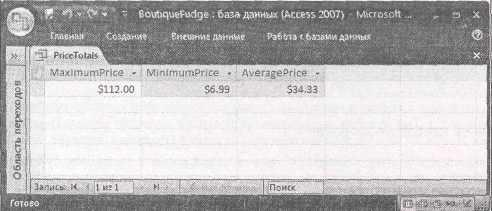 BoutiqueFudge : база данных (Access 2007) - Microsoft ...
Главная Создание Внешние данные Работа с базами данных
PriceTotals
MaximumPrice MinimumPrice AveragePrice
$112.00 $6.99 $34.33
Область переходов
Запись: 1 из 1 Поиск
Готово